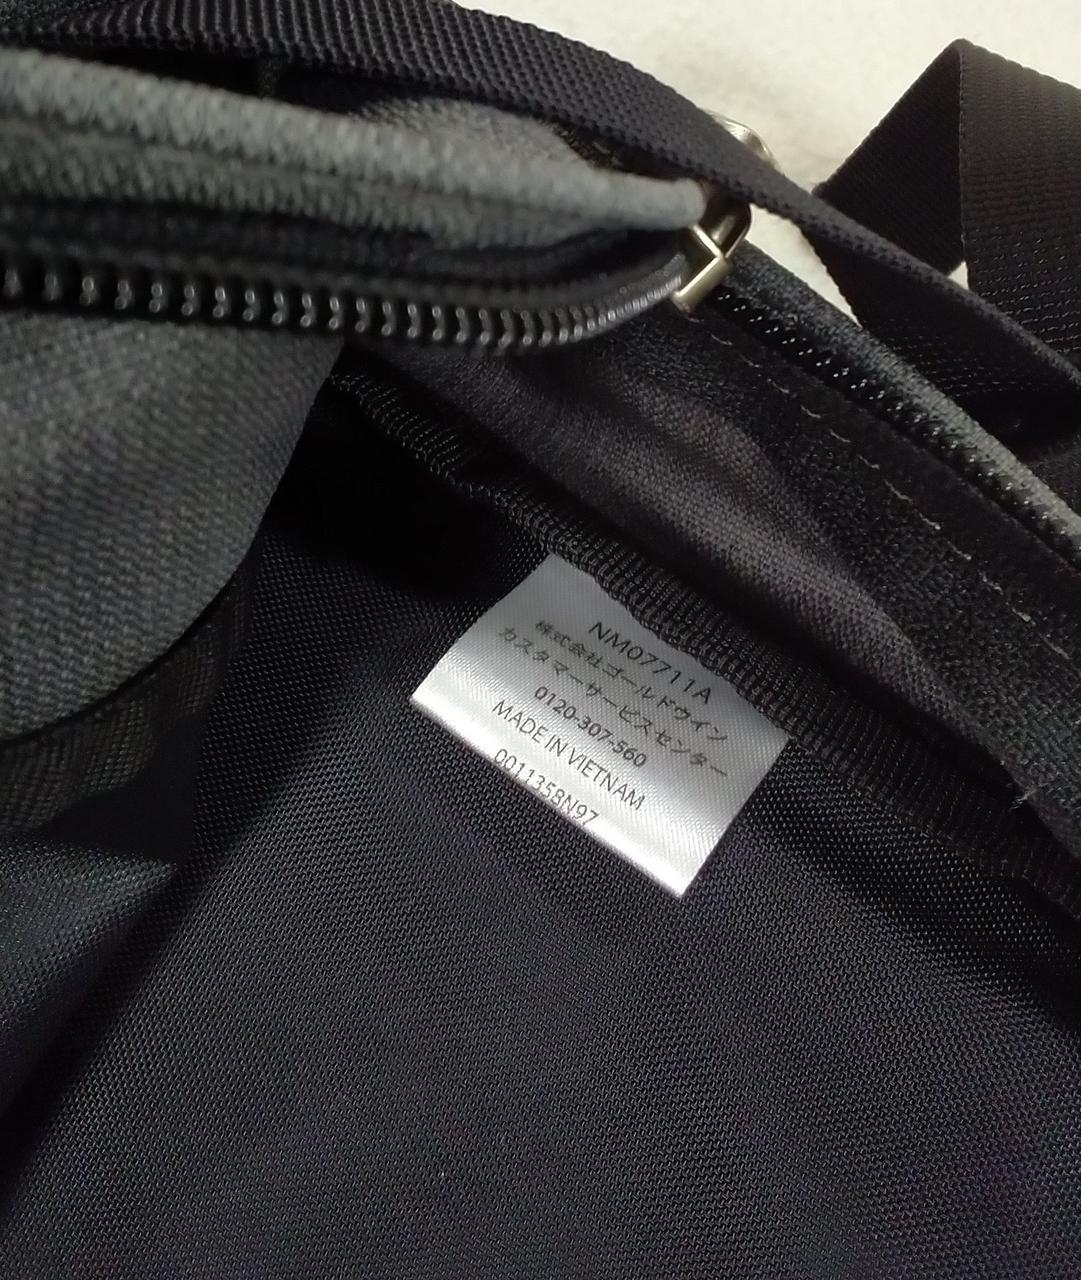 NM07711A
株式会社ゴールドウイン
カスタマーサービスセンター
0120-307-560
MADE IN VIETNAM
0011358N97